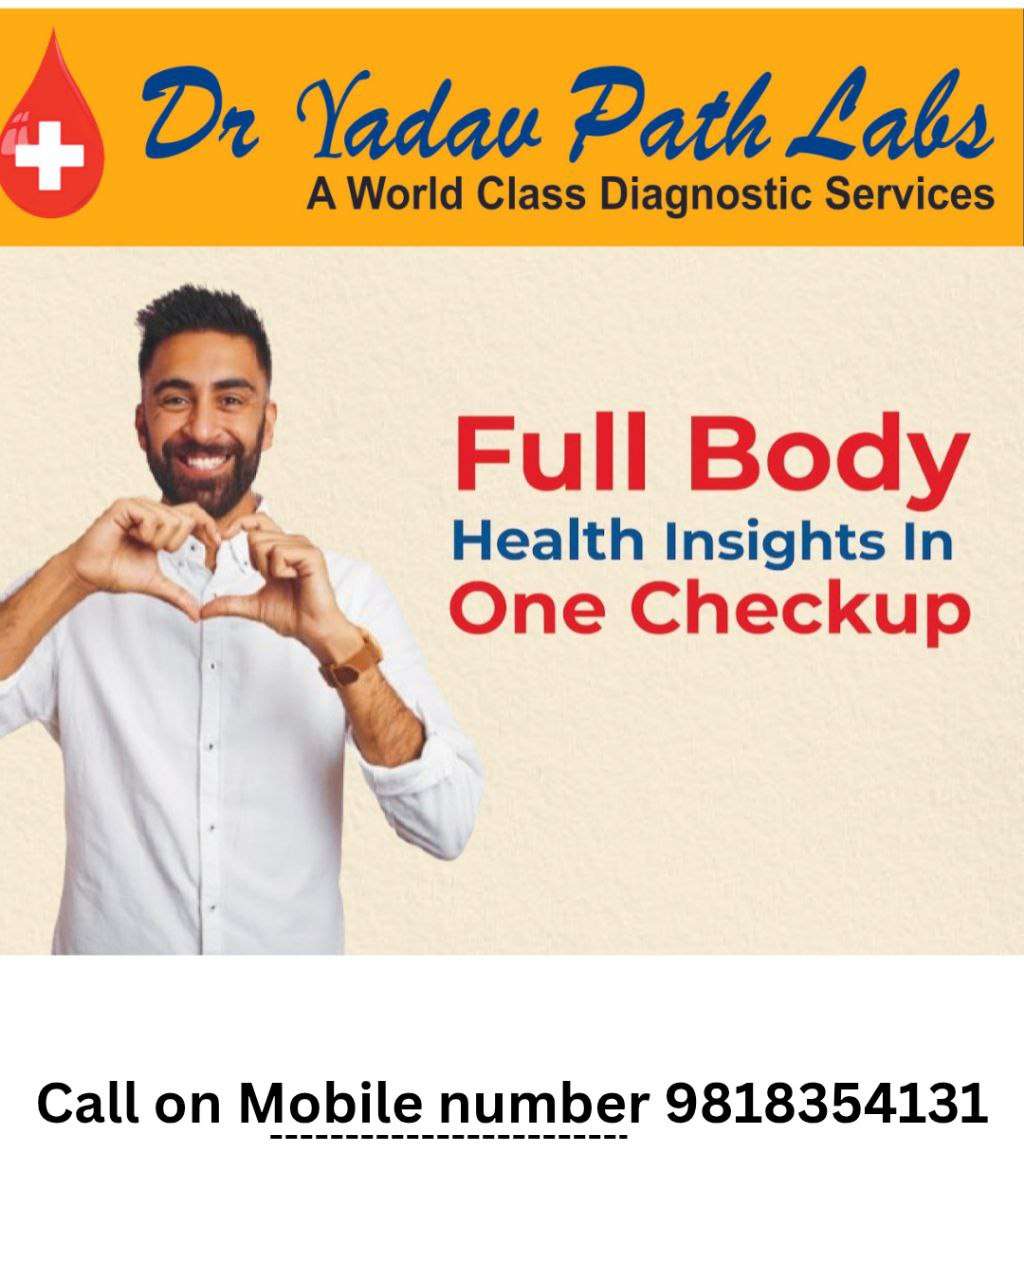 Dr Yadav Path Labs
A World Class Diagnostic Services
Full Body
Health Insights In
One Checkup
Call on Mobile number 9818354131